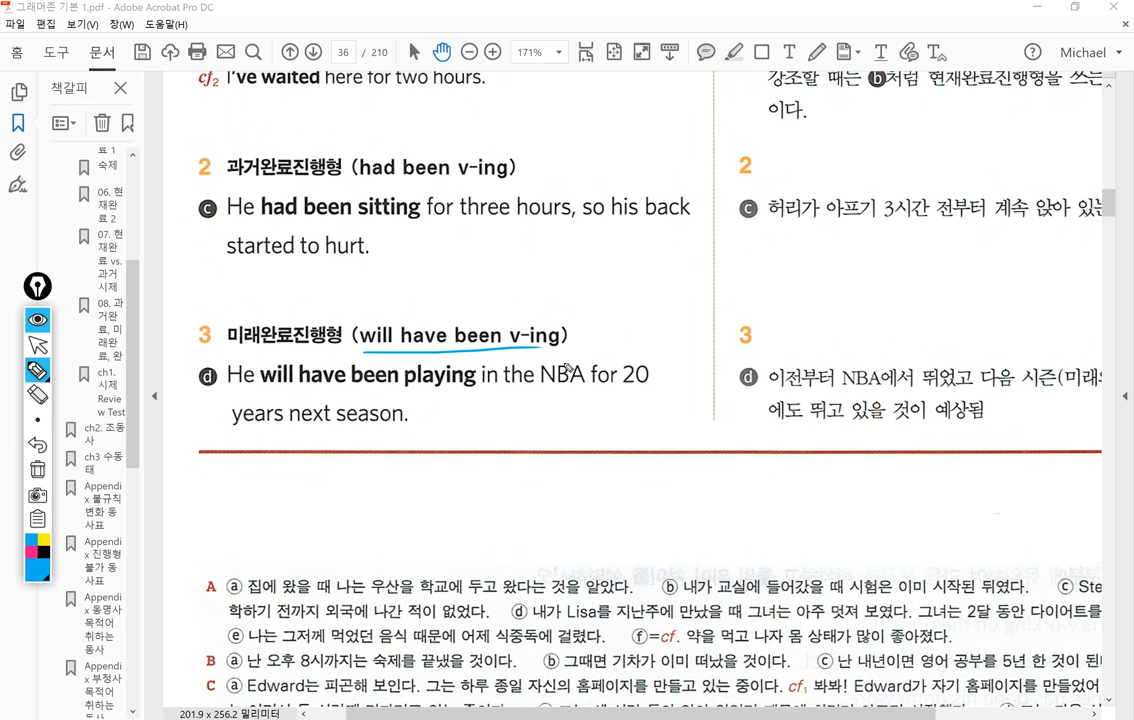 그래머존 기본 1.pdf - Adobe Acrobat Pro DC
파일 편집 보기(V) 창(W) 도움말(H)
홈 도구 문서 36 / 210 171% Michael
책갈피
료 1
숙제
06. 현
재완
료 2
07. 현
재완
료 vs.
과거
시제
08. 과
거완
료, 미
래완
료, 완
ch1.
시제
Revie
w Test
ch2. 조동
사
ch3 수동
태
Appendi
x 불규칙
변화 동
사표
Appendi
x 진행형
불가 동
사표
Appendi
x 동명사
목적어
취하는
동사
Appendi
x 부정사
목적어
취하는
cf2 I've waited here for two hours.
강조할 때는 b처럼 현재완료진행형을 쓰는
이다.
2 과거완료진행형 (had been v-ing)
2
c He had been sitting for three hours, so his back
started to hurt.
c 허리가 아프기 3시간 전부터 계속 앉아
3 미래완료진행형 (will have been v-ing)
3
d He will have been playing in the NBA for 20
years next season.
d 이전부터 NBA에서 뛰었고 다음 시즌(미래
에도 뛰고 있을 것이 예상됨
A ⓐ 집에 왔을 때 나는 우산을 학교에 두고 왔다는 것을 알았다. ⓑ 내가 교실에 들어갔을 때 시험은 이미 시작된 뒤였다. ⓒ Ste
학하기 전까지 외국에 나간 적이 없었다. ⓓ 내가 Lisa를 지난주에 만났을 때 그녀는 아주 멋져 보였다. 그녀는 2달 동안 다이어트를
ⓔ 나는 그저께 먹었던 음식 때문에 어제 식중독에 걸렸다. ⓕ=cf. 약을 먹고 나자 몸 상태가 많이 좋아졌다.
B ⓐ 난 오후 8시까지는 숙제를 끝냈을 것이다. ⓑ 그때면 기차가 이미 떠났을 것이다. ⓒ 난 내년이면 영어 공부를 5년 한 것이 된
C ⓐ Edward는 피곤해 보인다. 그는 하루 종일 자신의 홈페이지를 만들고 있는 중이다. cf1 봐봐! Edward가 자기 홈페이지를 만들었어
201.9 x 256.2 밀리미터